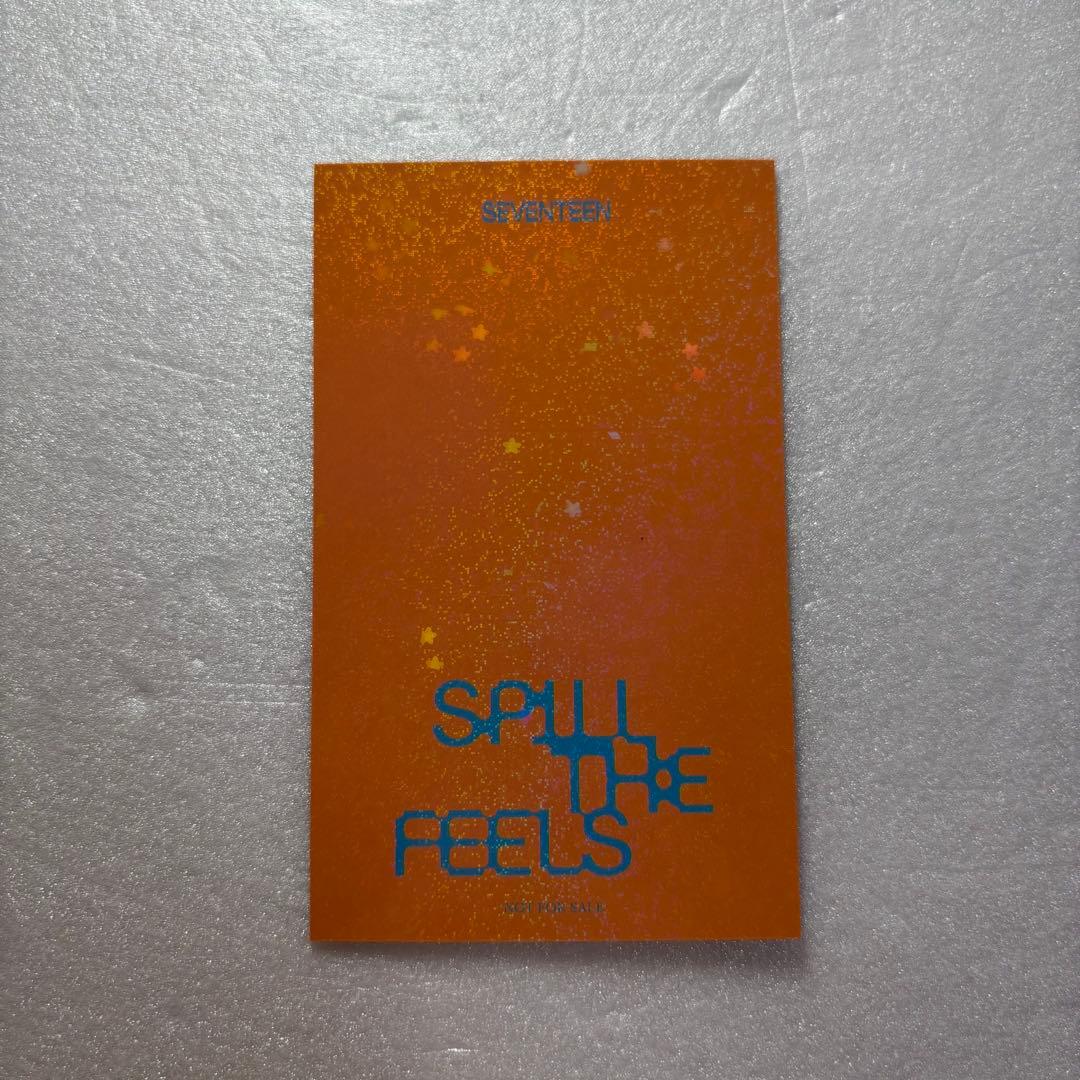 SEVENTEEN
SPILL
THE
FEELS
NOT FOR SALE